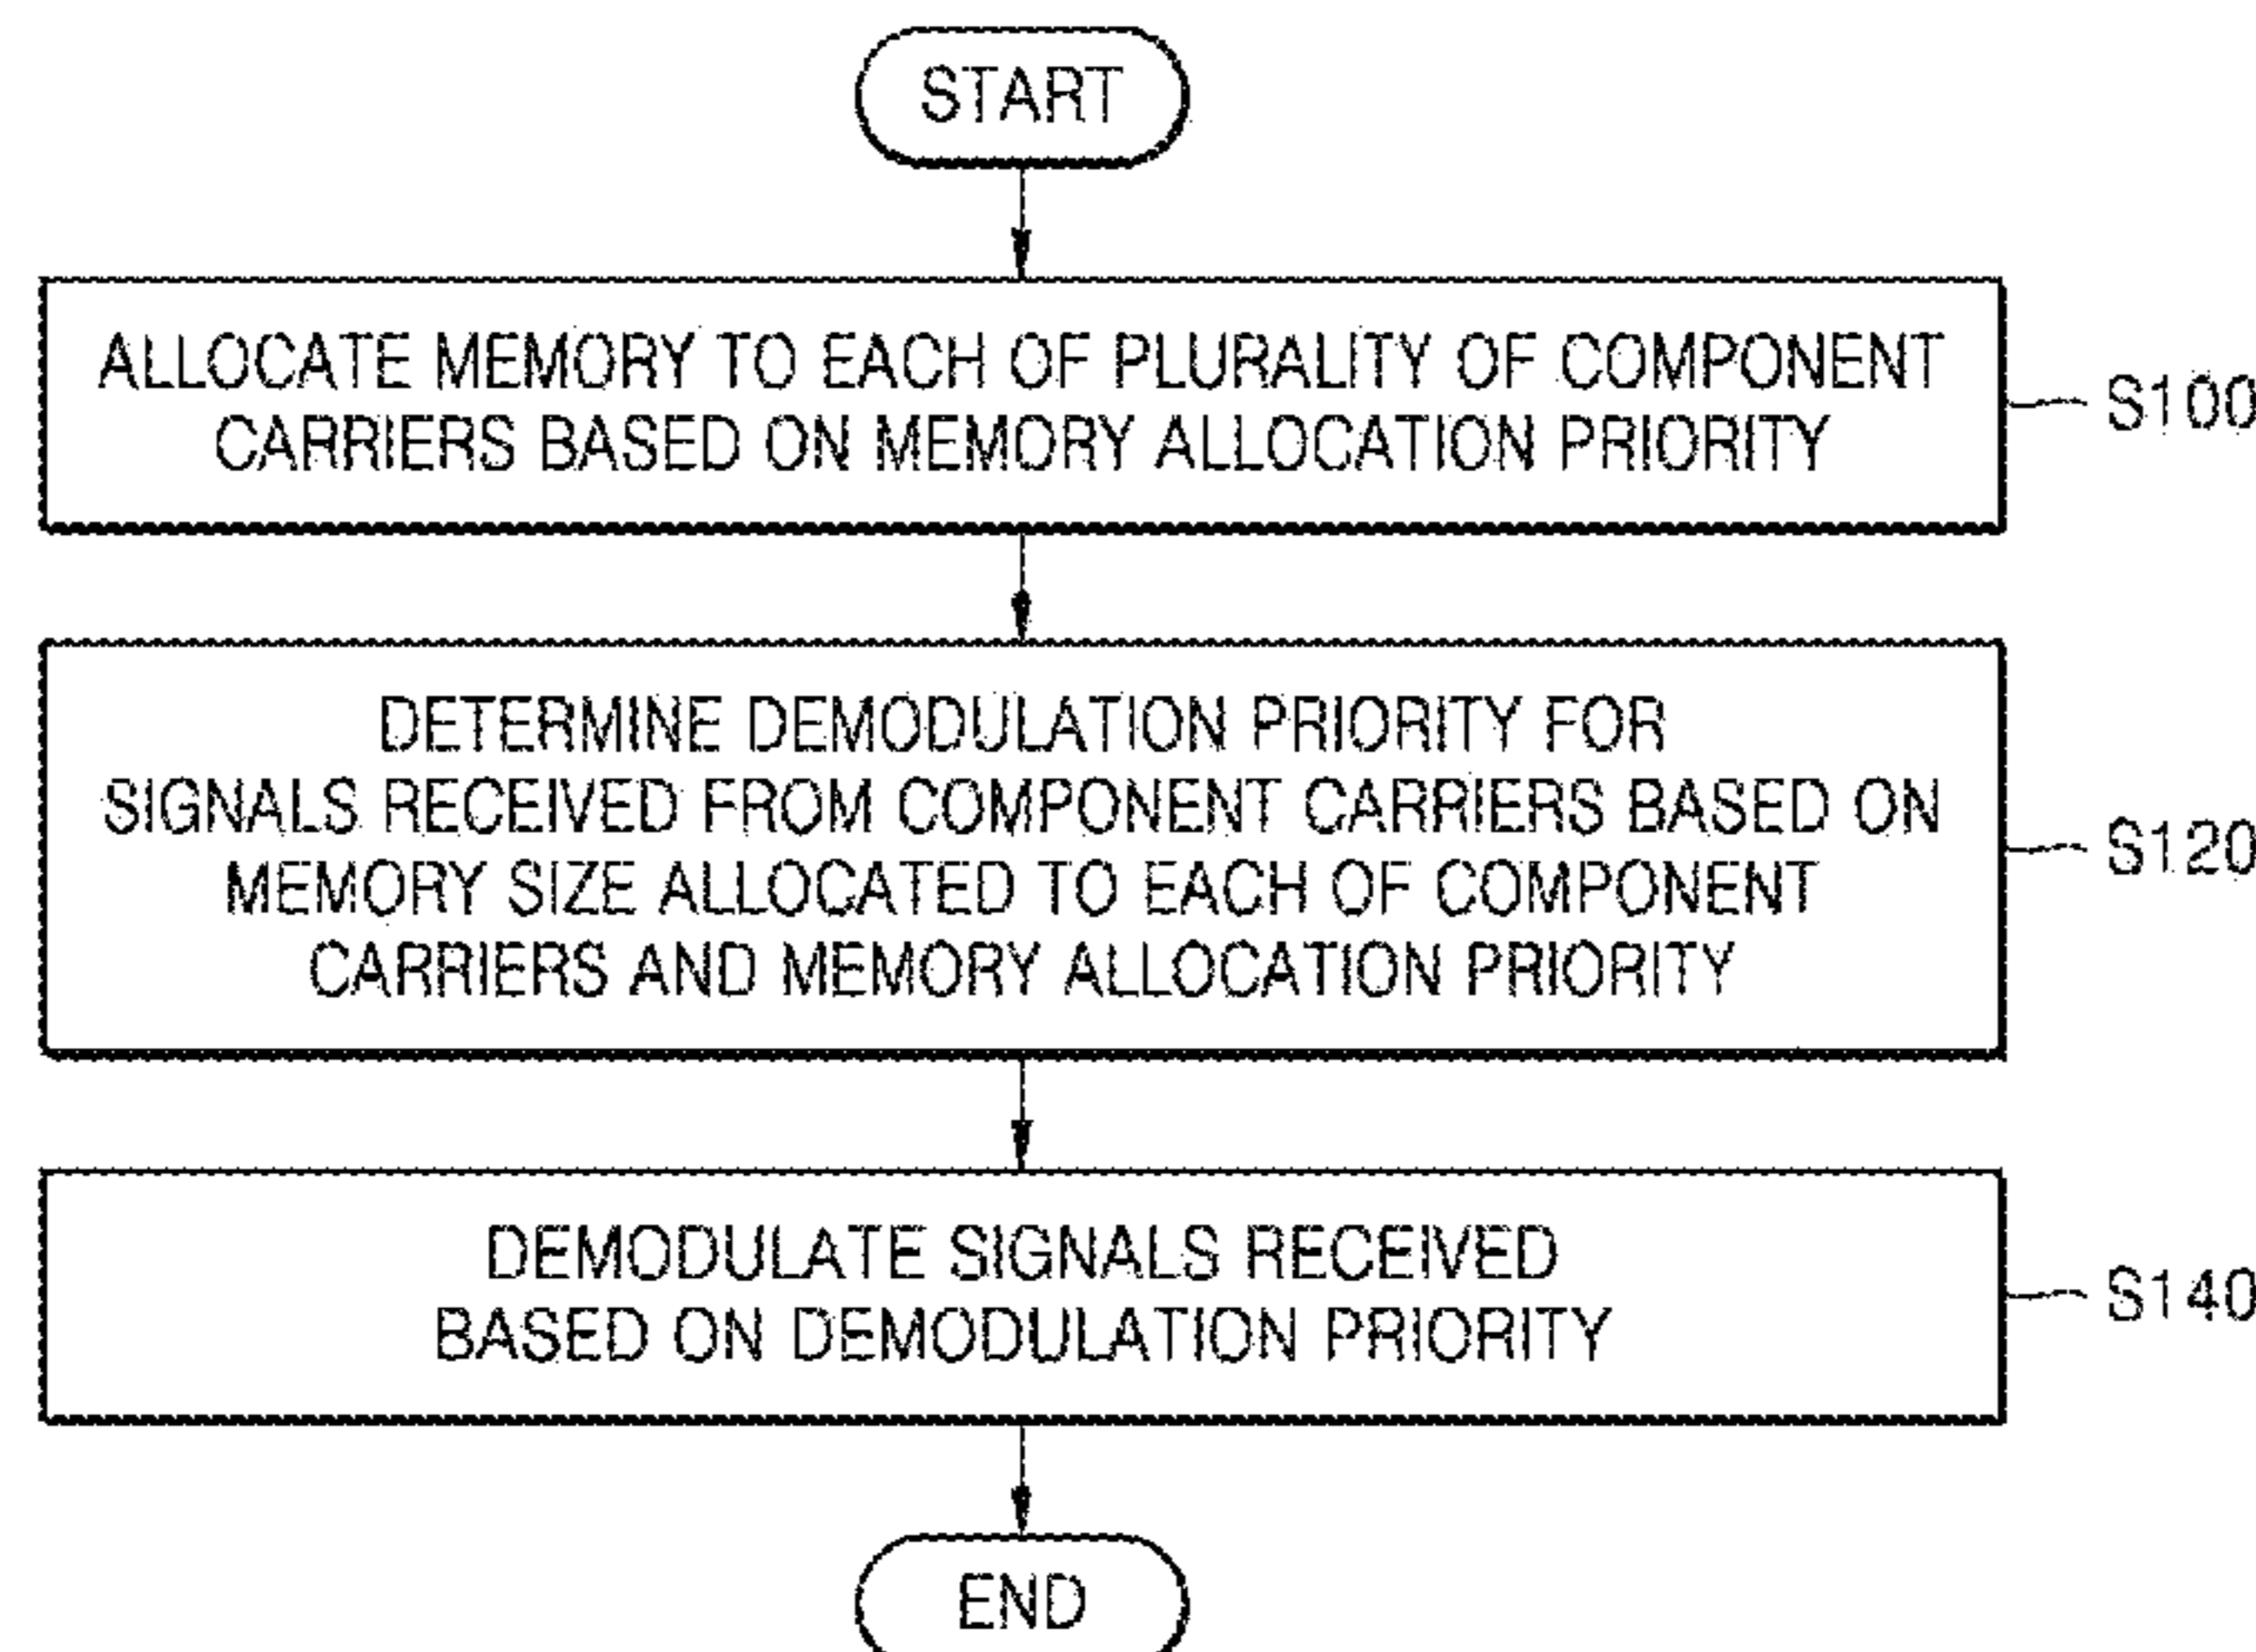 START
ALLOCATE MEMORY TO EACH OF PLURALITY OF COMPONENT
CARRIERS BASED ON MEMORY ALLOCATION PRIORITY
S100
DETERMINE DEMODULATION PRIORITY FOR
SIGNALS RECEIVED FROM COMPONENT CARRIERS BASED ON
MEMORY SIZE ALLOCATED TO EACH OF COMPONENT
CARRIERS AND MEMORY ALLOCATION PRIORITY
S120
DEMODULATE SIGNALS RECEIVED
BASED ON DEMODULATION PRIORITY
S140
END